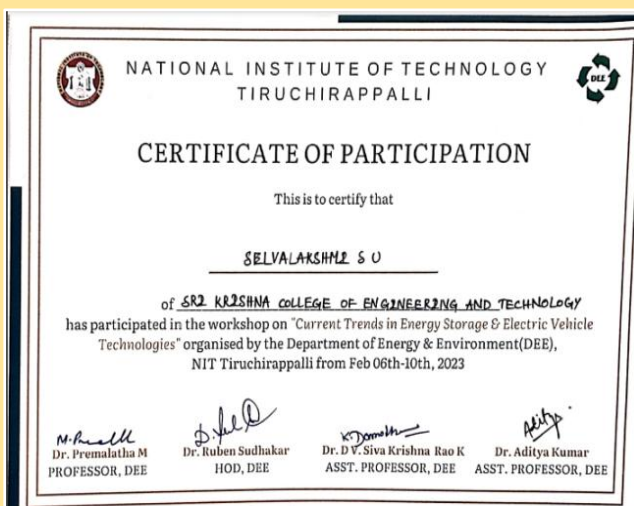 NATIONAL INSTITUTE OF TECHNOLOGY
TIRUCHIRAPPALLI
DEE
CERTIFICATE OF PARTICIPATION
This is to certify that
SELVALAKSHMI S U
of SRI KRISHNA COLLEGE OF ENGINEERING AND TECHNOLOGY
has participated in the workshop on "Current Trends in Energy Storage & Electric Vehicle
Technologies" organised by the Department of Energy & Environment(DEE),
NIT Tiruchirappalli from Feb 06th-10th, 2023
Dr. Premalatha M
PROFESSOR, DEE
Dr. Ruben Sudhakar
HOD, DEE
Dr. D V. Siva Krishna Rao K
ASST. PROFESSOR, DEE
Aditya
Dr. Aditya Kumar
ASST. PROFESSOR, DEE